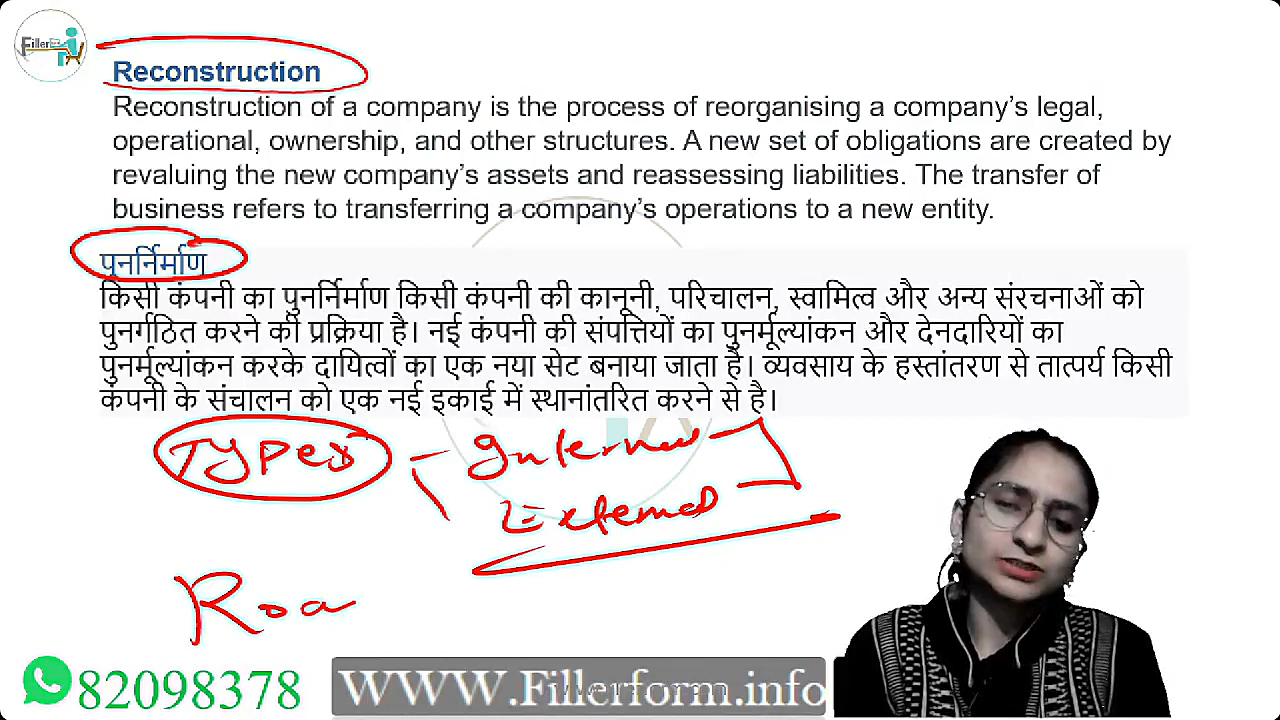 Filler
Reconstruction
Reconstruction of a company is the process of reorganising a company's legal,
operational, ownership, and other structures. A new set of obligations are created by
revaluing the new company's assets and reassessing liabilities. The transfer of
business refers to transferring a company's operations to a new entity.
पुनर्निर्माण
किसी कंपनी का पुनर्निर्माण किसी कंपनी की कानूनी, परिचालन, स्वामित्व और अन्य संरचनाओं को
पुनर्गठित करने की प्रक्रिया है। नई कंपनी की संपत्तियों का पुनर्मूल्यांकन और देनदारियों का
पुनर्मूल्यांकन करके दायित्वों का एक नया सेट बनाया जाता है। व्यवसाय के हस्तांतरण से तात्पर्य किसी
कंपनी के संचालन को एक नई इकाई में स्थानांतरित करने से है।
Types
Internal
External
Roa
82098378
WWW.Fillerform.info